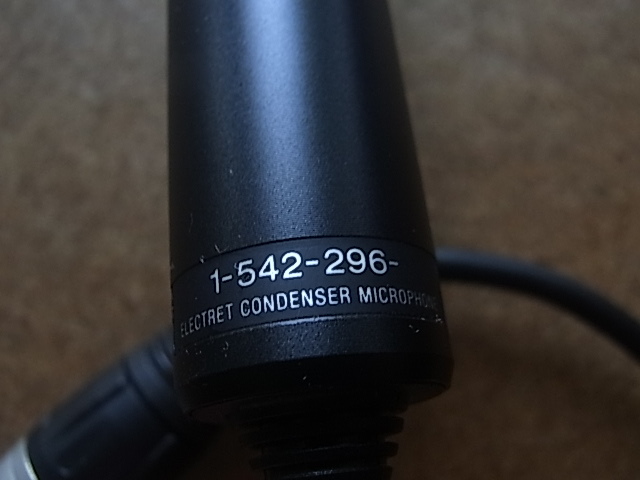 1-542-296-
ELECTRET CONDENSER MICROPHONE